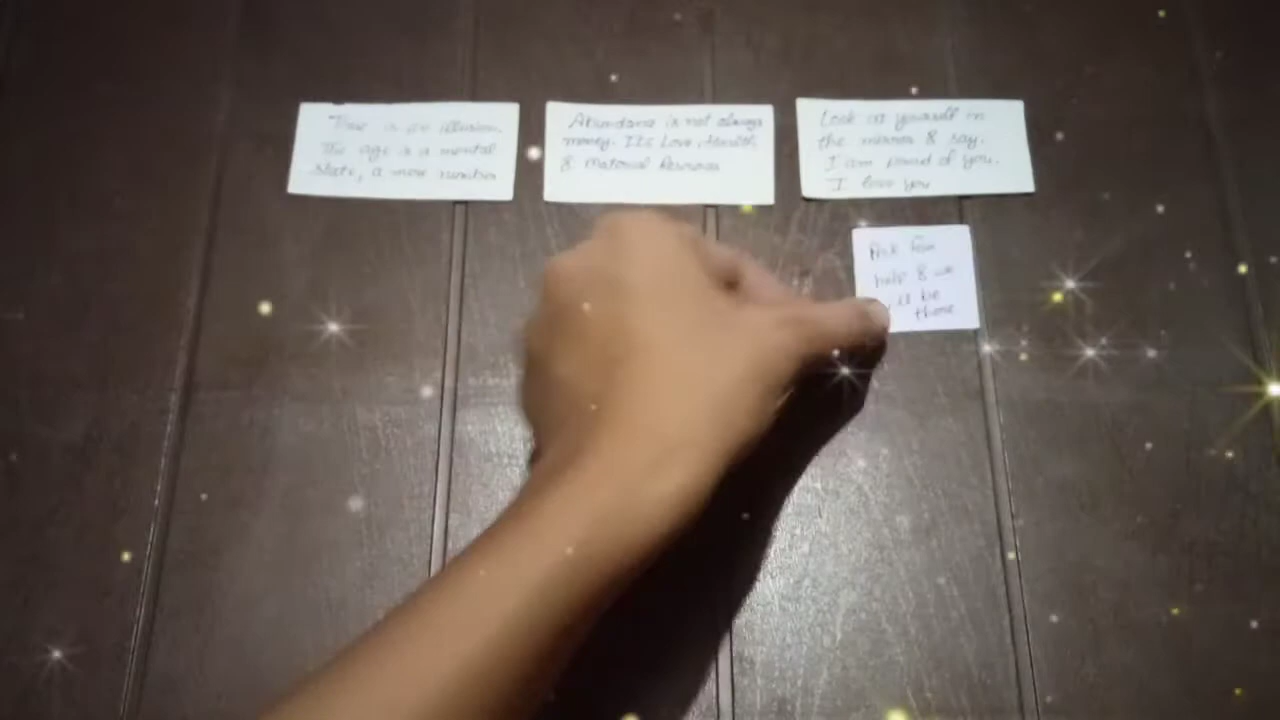 Time is an illusion.
The age is a mental
State, a mere number
Abundance is not always
money. Its Love, Health
& Material Resources
Look at yourself in
the mirror & say.
I am proud of you.
I love you
Ask for
help & we
be
there